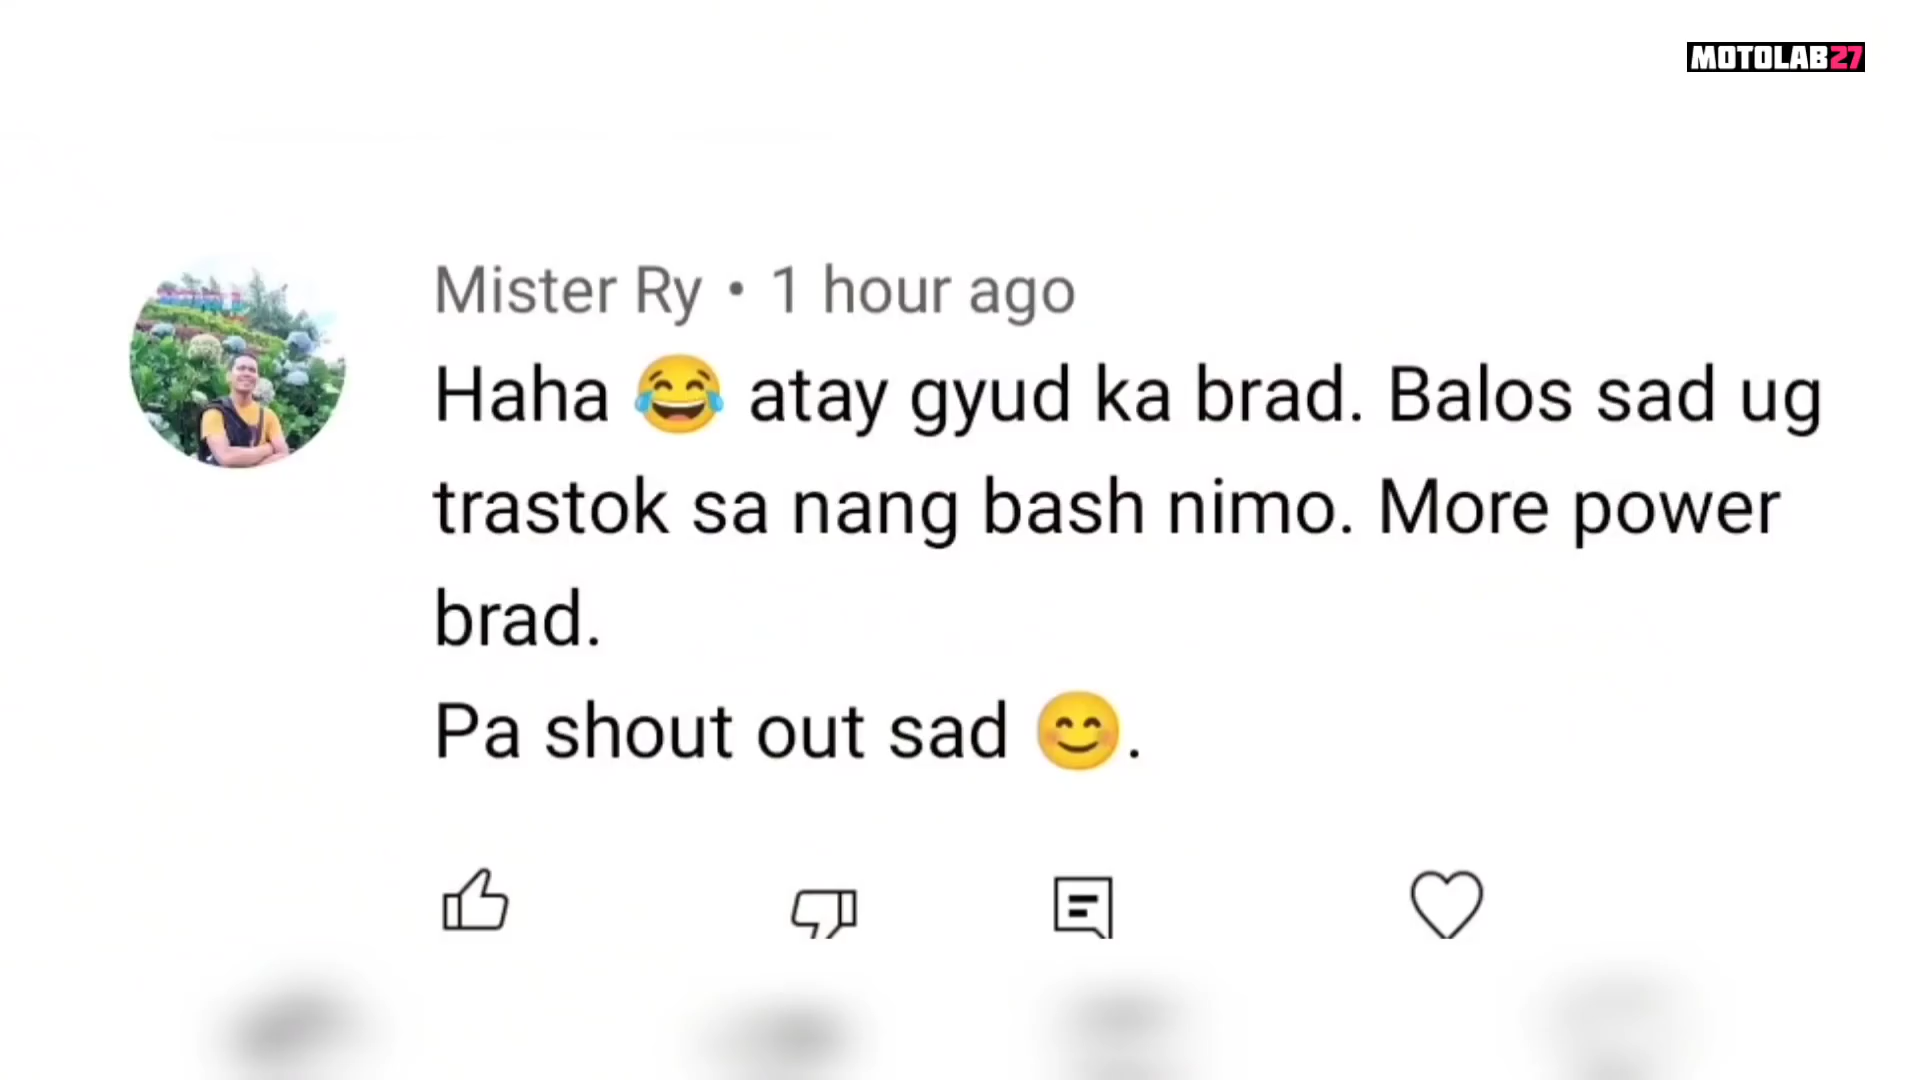 MOTOLAB27
Mister Ry • 1 hour ago
Haha 😂 atay gyud ka brad. Balos sad ug
trastok sa nang bash nimo. More power
brad.
Pa shout out sad 😊.